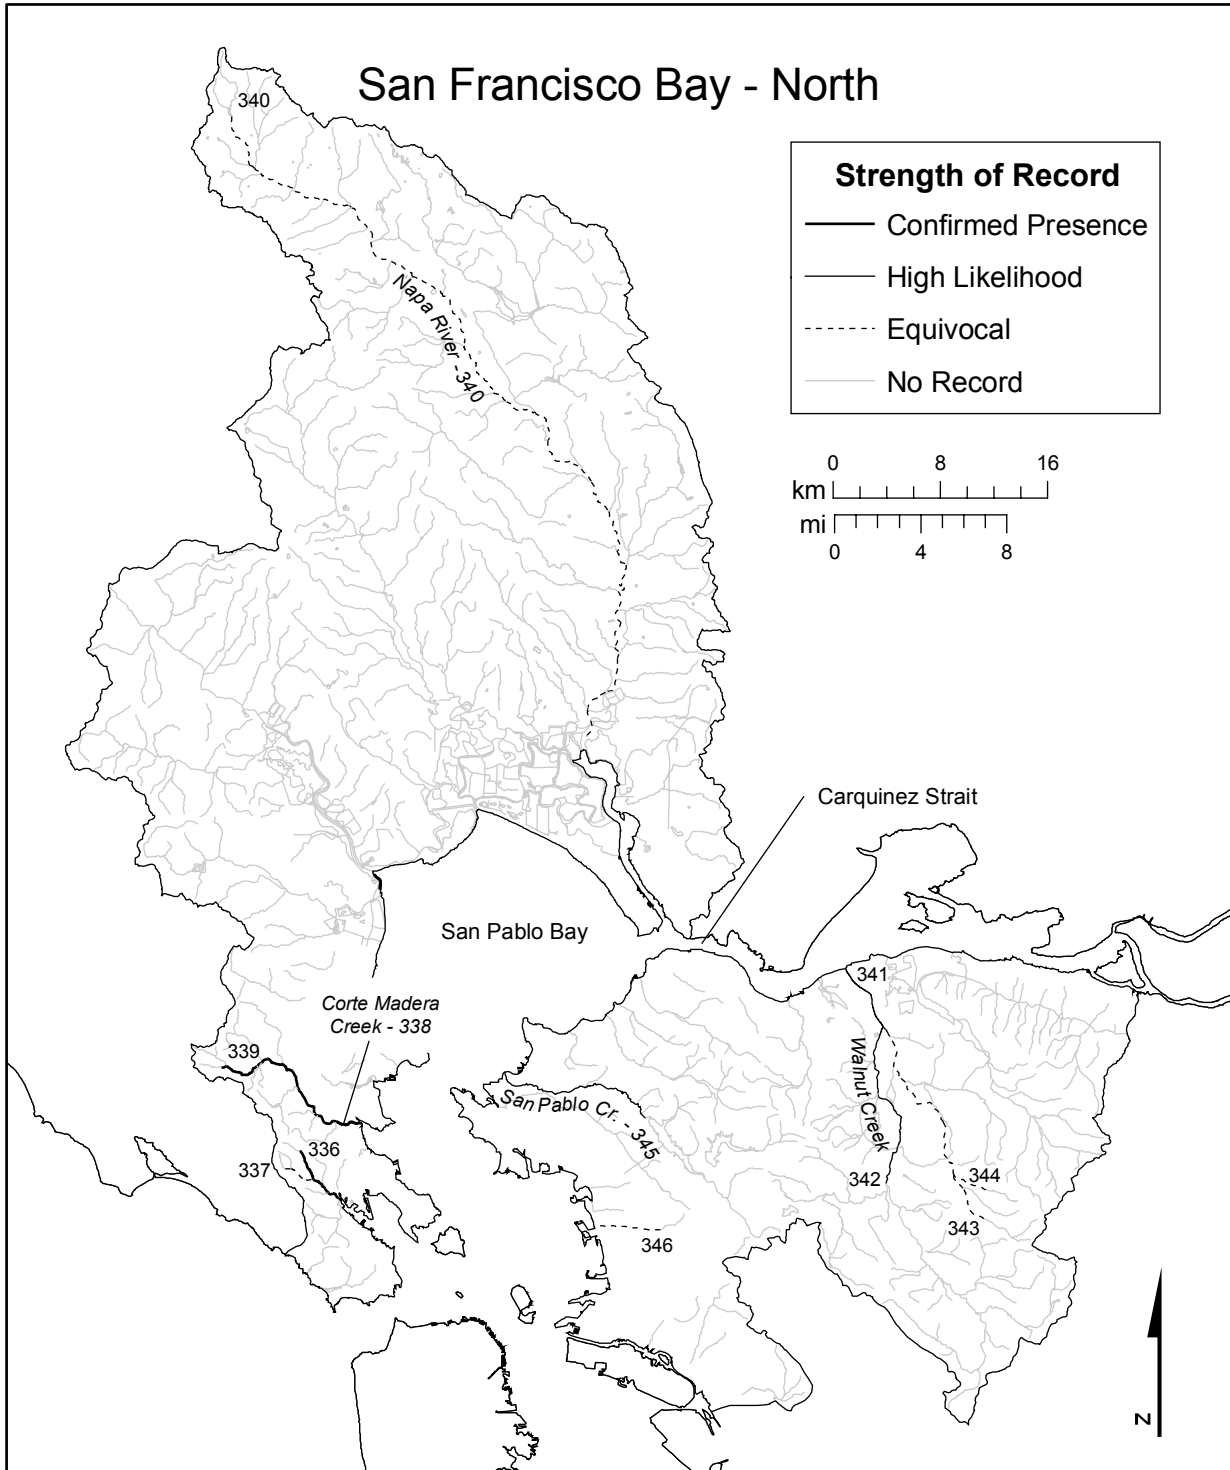 San Francisco Bay - North
340
Strength of Record
Confirmed Presence
High Likelihood
Equivocal
No Record
Napa River - 340
0 8 16
km
mi
0 4 8
Carquinez Strait
San Pablo Bay
341
Corte Madera
Creek - 338
339
Walnut Creek
San Pablo Cr. - 345
336
337
342
344
343
346
N